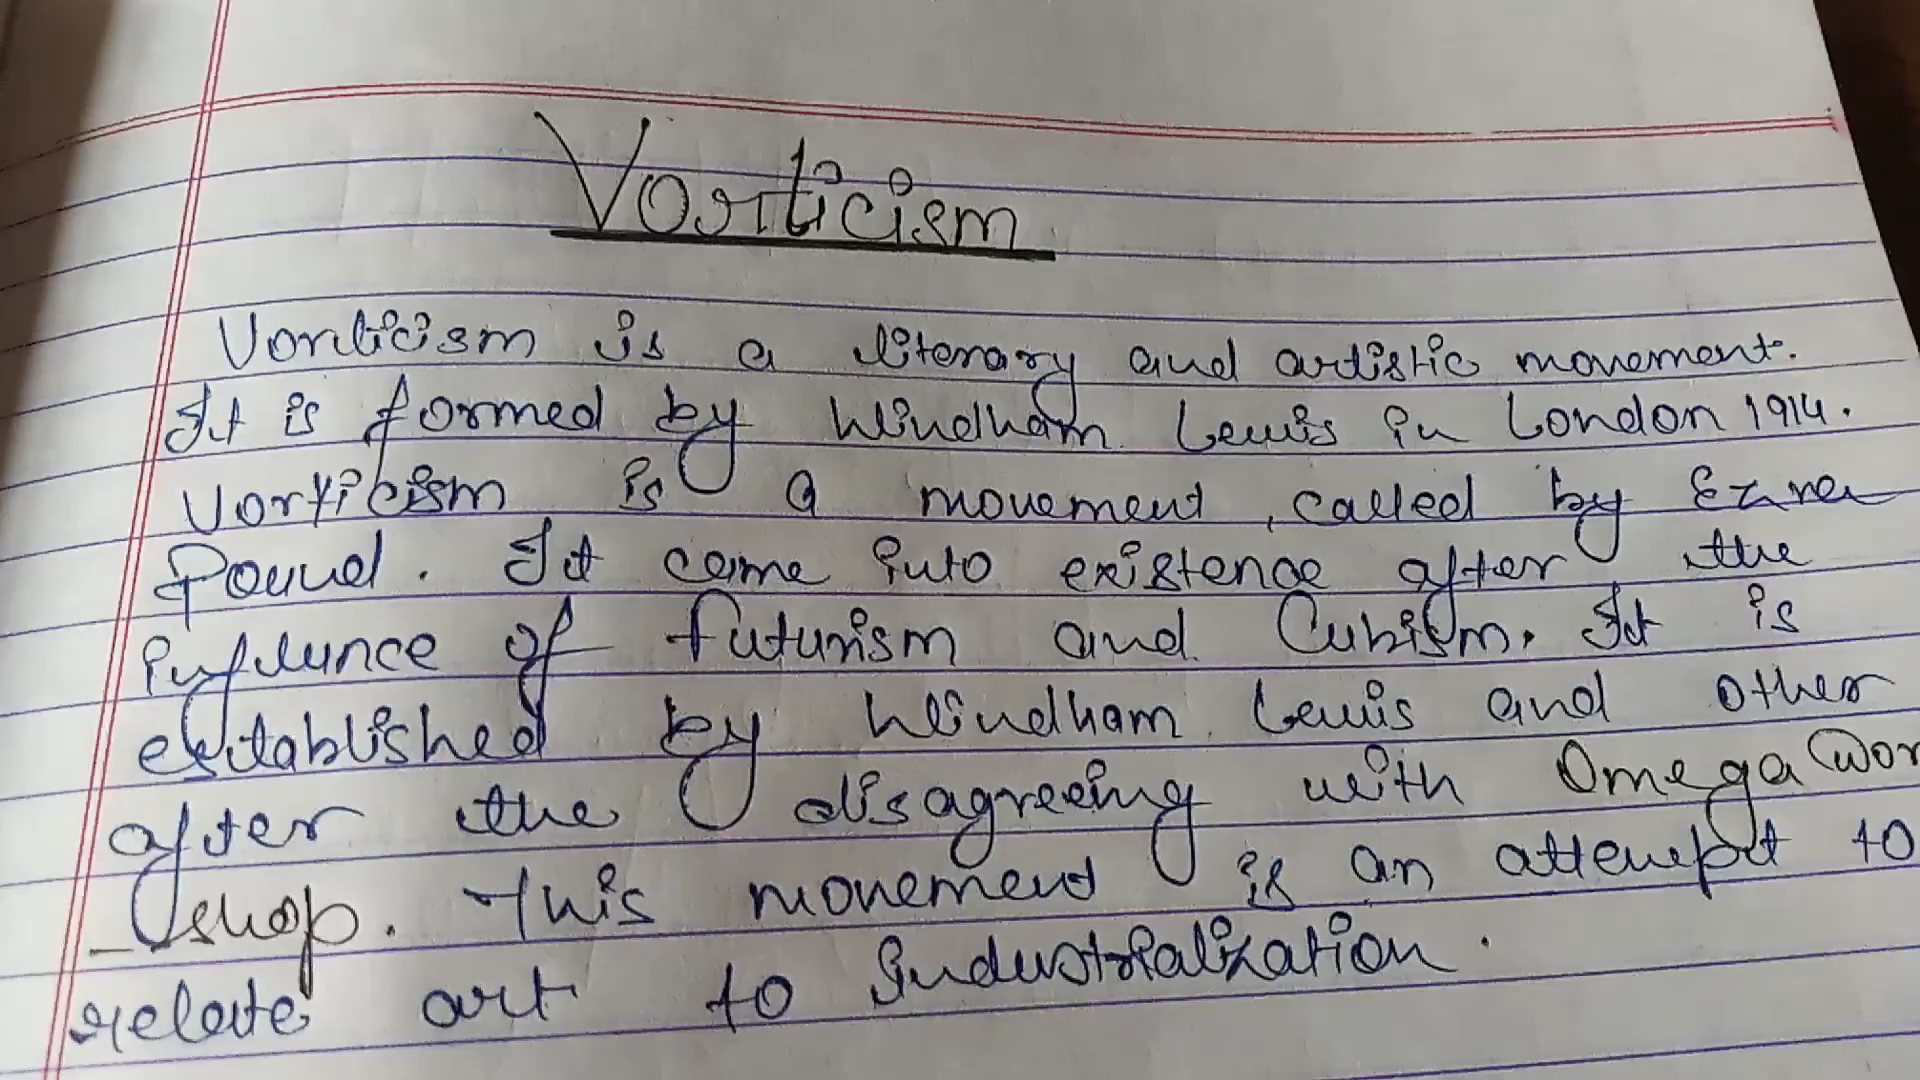 Vorticism
Vorticism is a literary and artistic movement.
It is formed by Windham Lewis in London 1914.
Vorticism is a movement, called by Ezra
Pound. It came into existence after the
influence of futurism and Cubism. It is
established by Windham Lewis and other
after the disagreeing with Omega Wor
-shop. This movement is an attempt to
relate art to Industrialization.